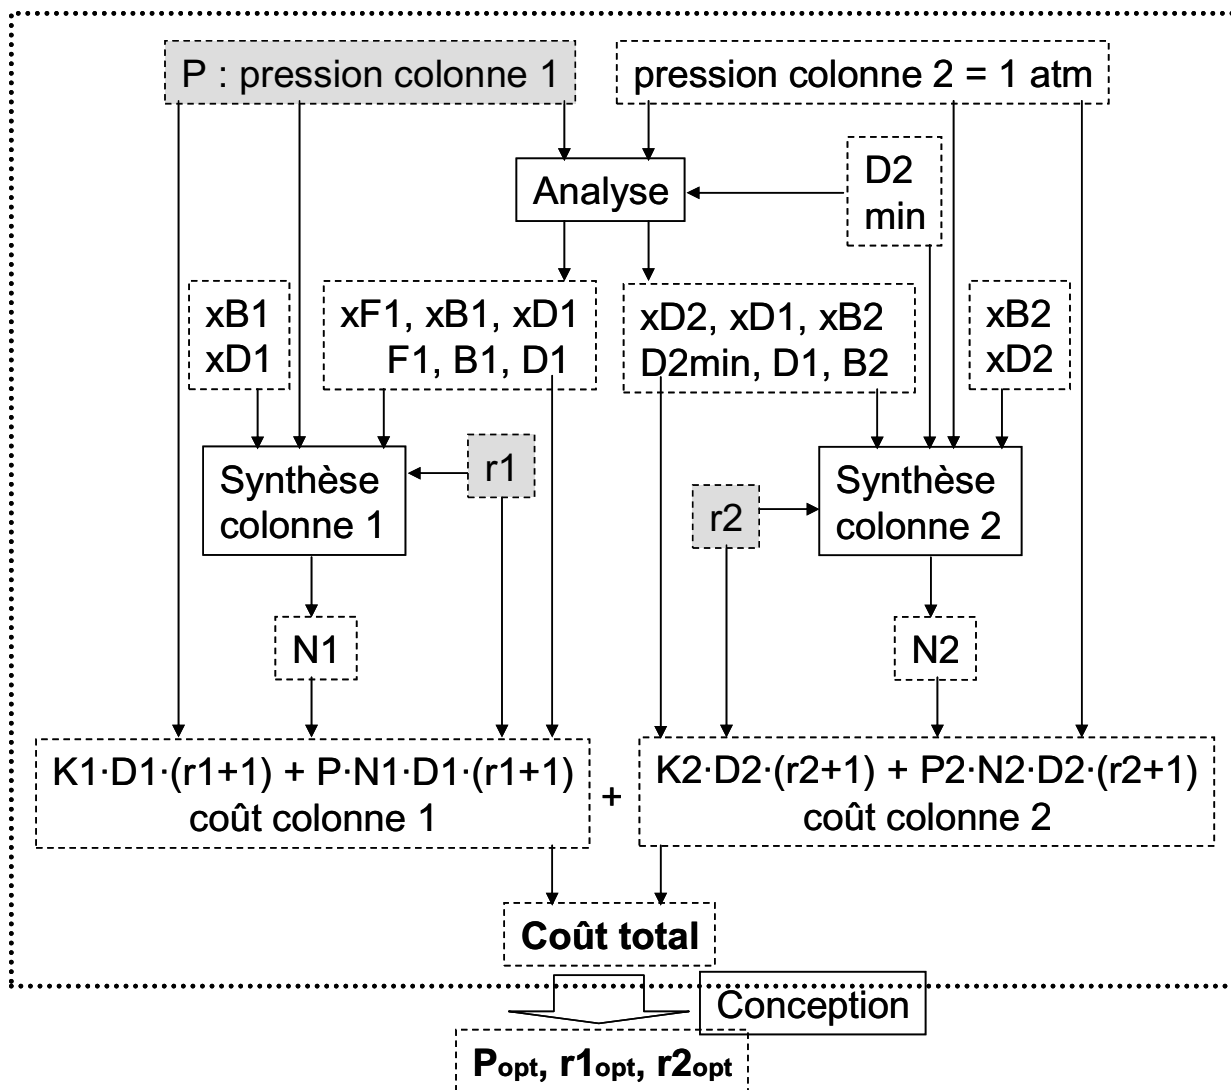 P : pression colonne 1
pression colonne 2 = 1 atm
Analyse
D2
min
xB1
xD1
xF1, xB1, xD1
F1, B1, D1
xD2, xD1, xB2
D2min, D1, B2
xB2
xD2
Synthèse
colonne 1
r1
r2
Synthèse
colonne 2
N1
N2
K1·D1·(r1+1) + P·N1·D1·(r1+1)
coût colonne 1
+
K2·D2·(r2+1) + P2·N2·D2·(r2+1)
coût colonne 2
Coût total
Conception
Popt, r1opt, r2opt